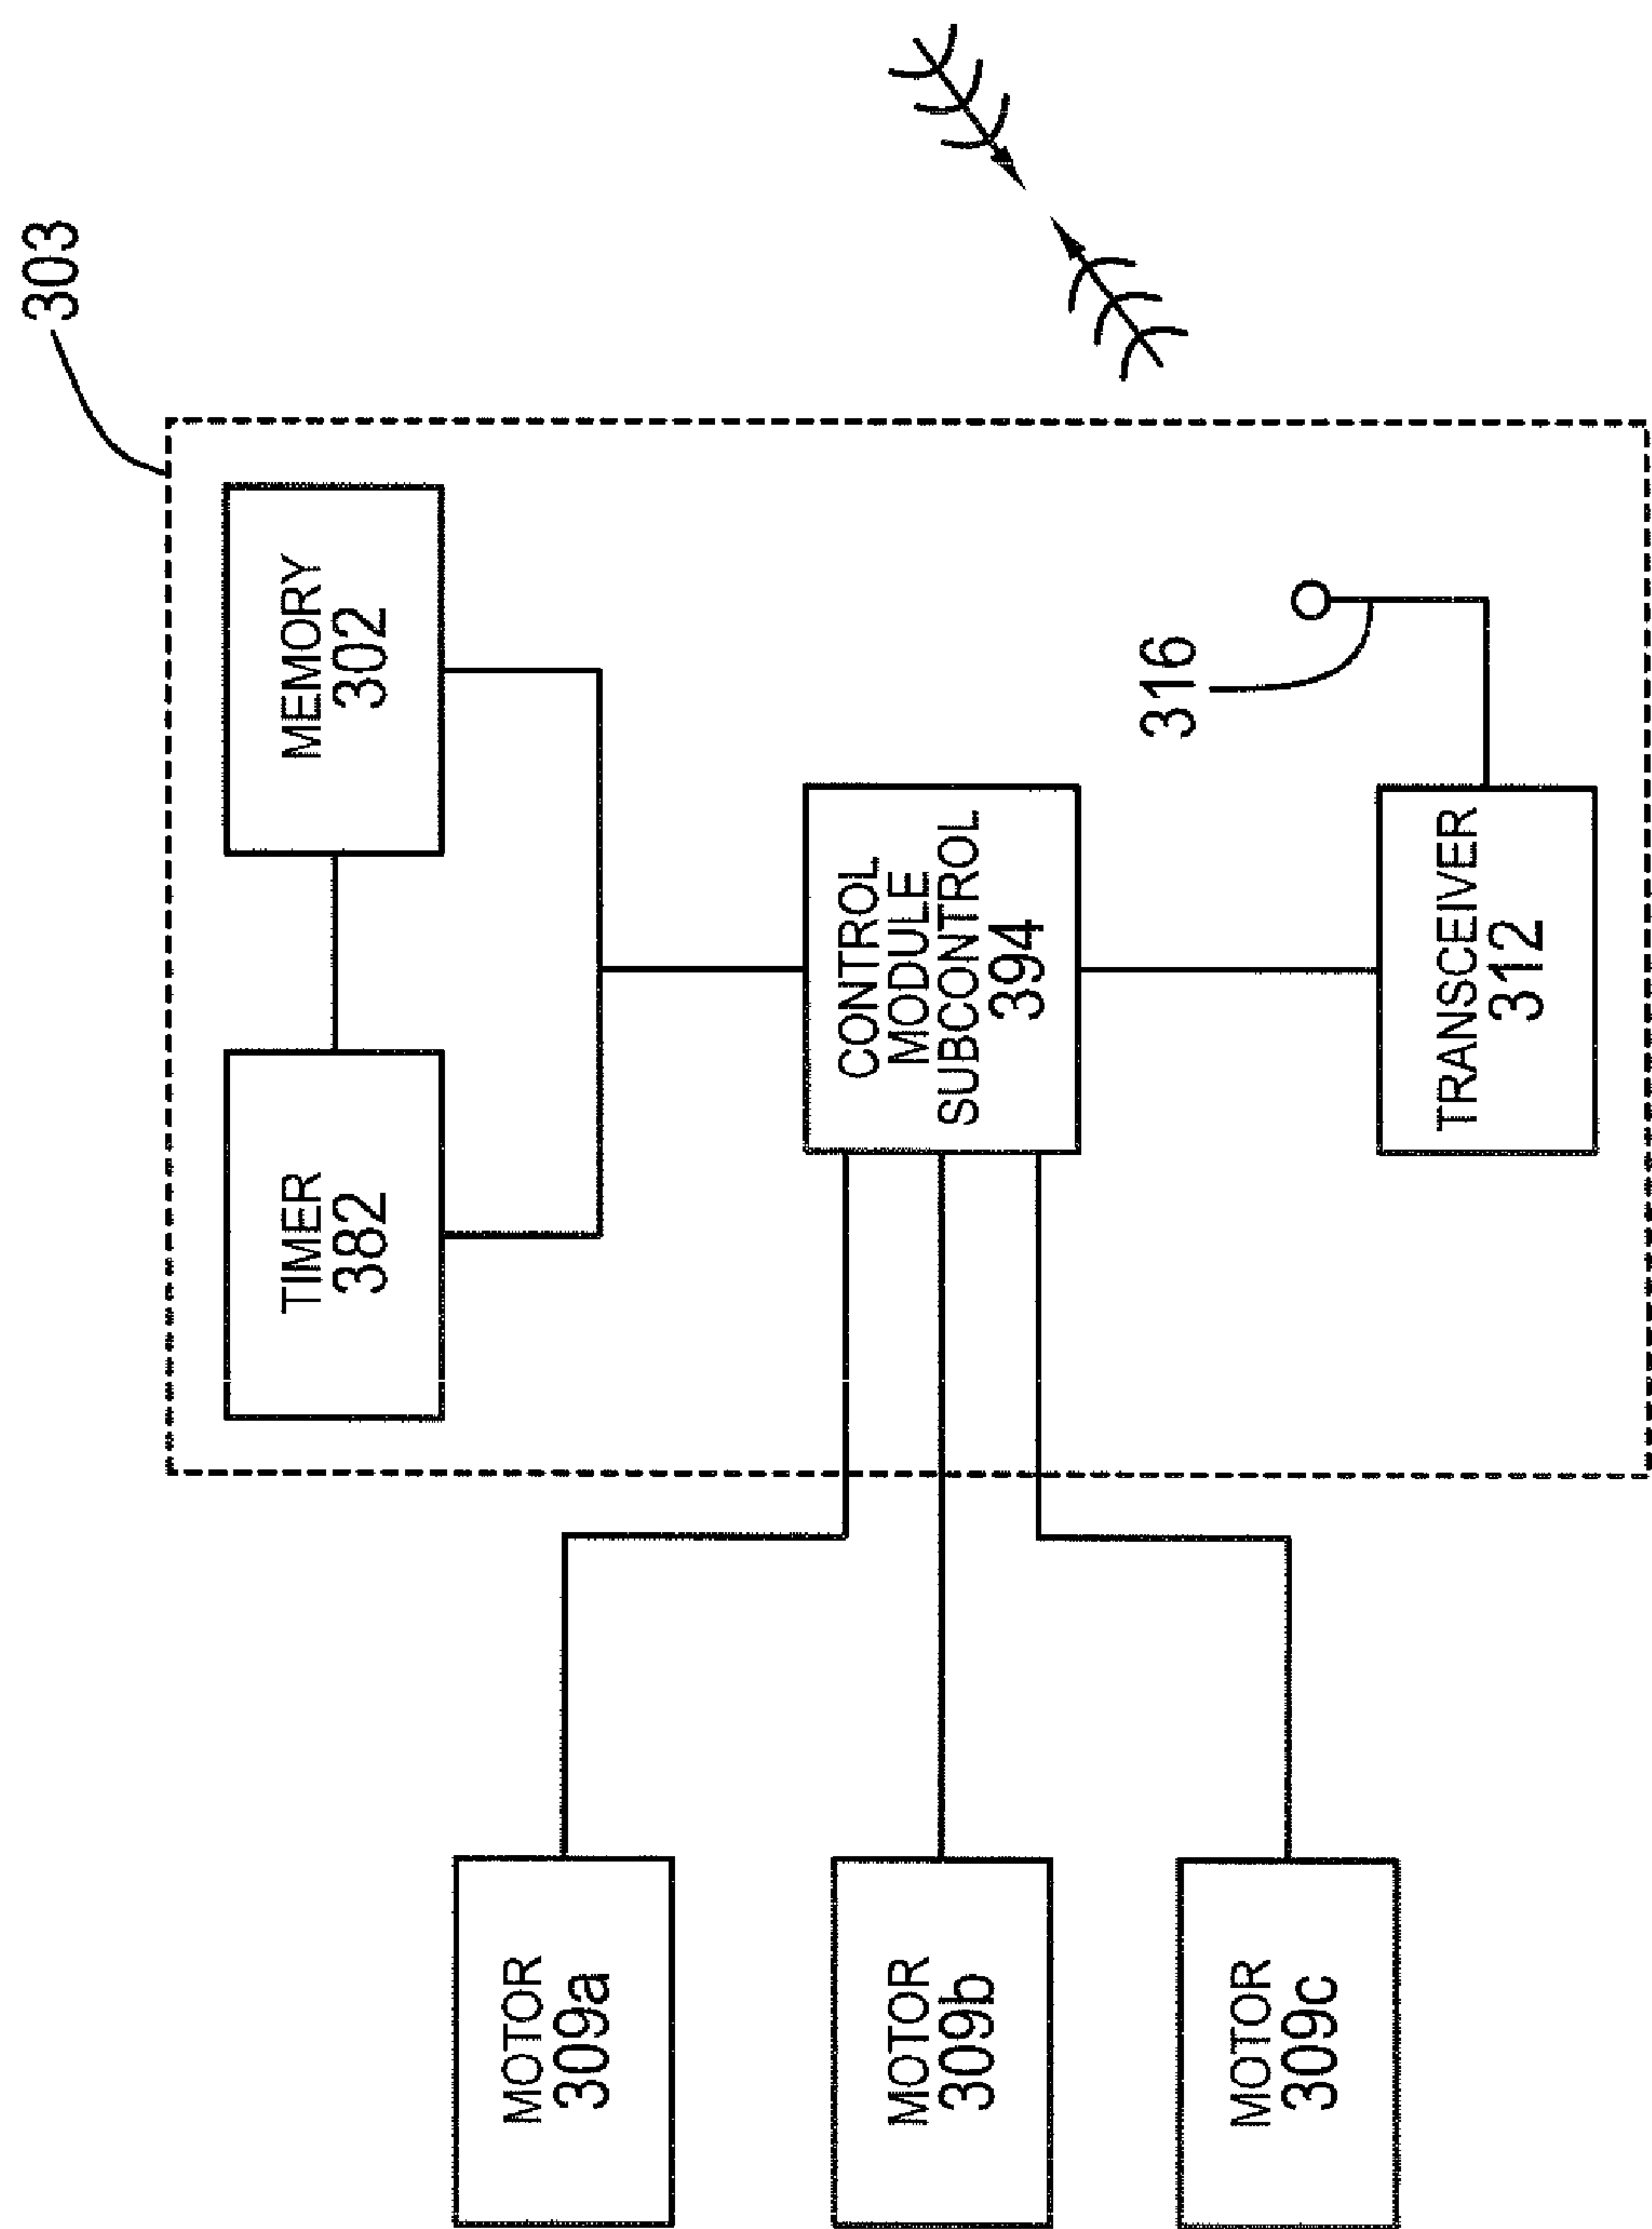 303
TIMER
382
MEMORY
302
MOTOR
309a
CONTROL
MODULE
SUBCONTROL
394
MOTOR
309b
316
MOTOR
309c
TRANSCEIVER
312